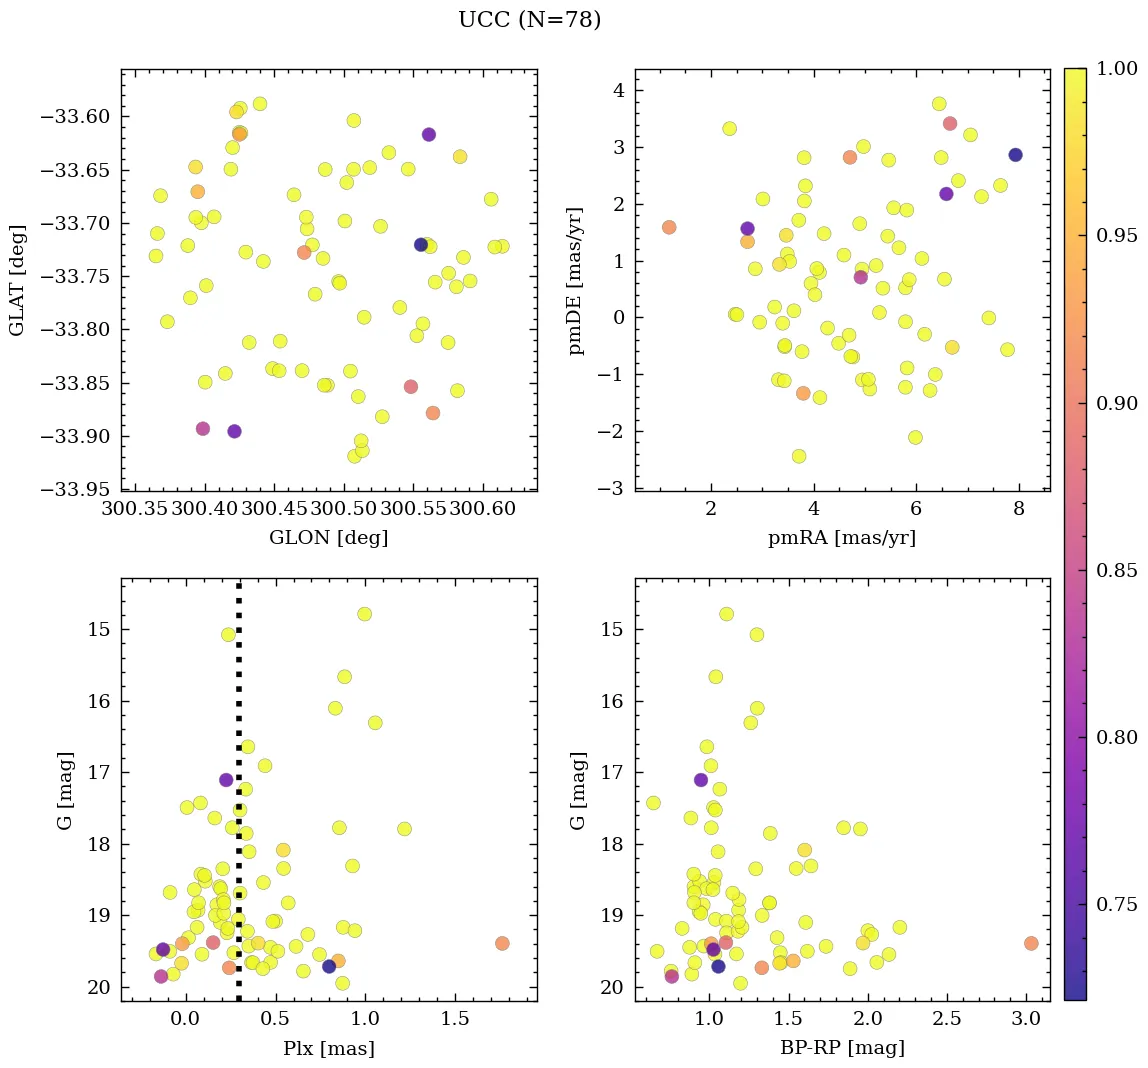 UCC (N=78)
−33.60
−33.65
−33.70
−33.75
−33.80
−33.85
−33.90
−33.95
GLAT [deg]
300.35 300.40 300.45 300.50 300.55 300.60
GLON [deg]
4
3
2
1
0
−1
−2
−3
pmDE [mas/yr]
2 4 6 8
pmRA [mas/yr]
1.00
0.95
0.90
0.85
0.80
0.75
15
16
17
18
19
20
G [mag]
0.0 0.5 1.0 1.5
Plx [mas]
15
16
17
18
19
20
G [mag]
1.0 1.5 2.0 2.5 3.0
BP-RP [mag]